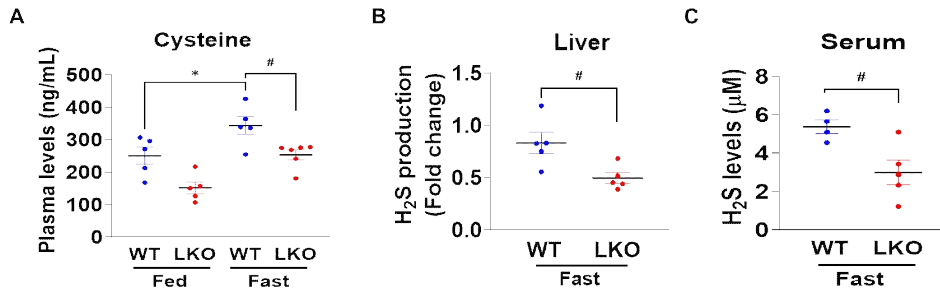 A
Cysteine
Plasma levels (ng/mL)
500
400
300
200
100
0
*
#
WT LKO WT LKO
Fed Fast
B
Liver
H₂S production
(Fold change)
1.5
1.0
0.5
0.0
#
WT LKO
Fast
C
Serum
H₂S levels (μM)
8
6
4
2
0
#
WT LKO
Fast